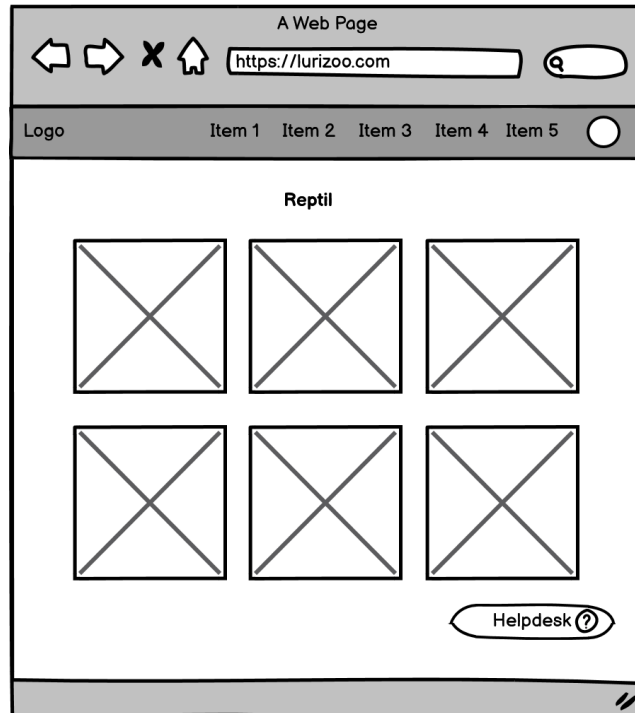 A Web Page
https://lurizoo.com
Logo Item 1 Item 2 Item 3 Item 4 Item 5
Reptil
Helpdesk ?